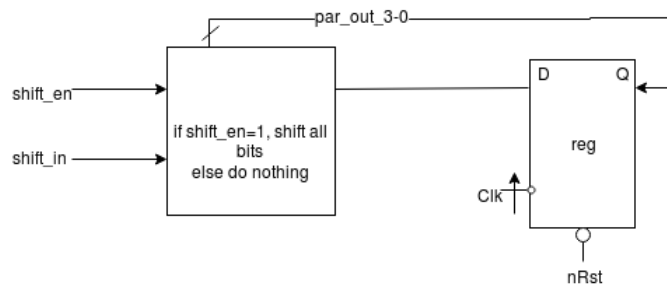 par_out_3-0
shift_en
D
Q
if shift_en=1, shift all
bits
else do nothing
reg
shift_in
Clk
nRst